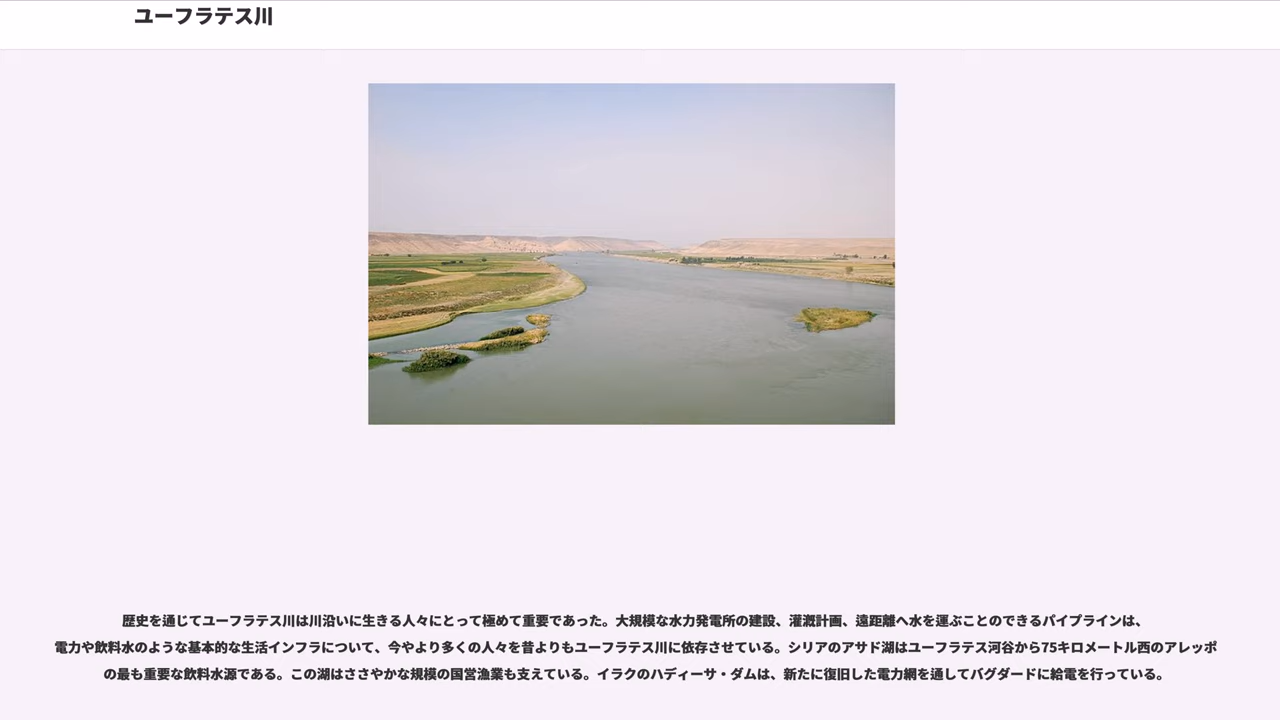 ユーフラテス川
歴史を通じてユーフラテス川は川沿いに生きる人々にとって極めて重要であった。大規模な水力発電所の建設、灌漑計画、遠距離へ水を運ぶことのできるパイプラインは、
電力や飲料水のような基本的な生活インフラについて、今やより多くの人々を昔よりもユーフラテス川に依存させている。シリアのアサド湖はユーフラテス河谷から75キロメートル西のアレッポ
の最も重要な飲料水源である。この湖はささやかな規模の国営漁業も支えている。イラクのハディーサ・ダムは、新たに復旧した電力網を通してバグダードに給電を行っている。